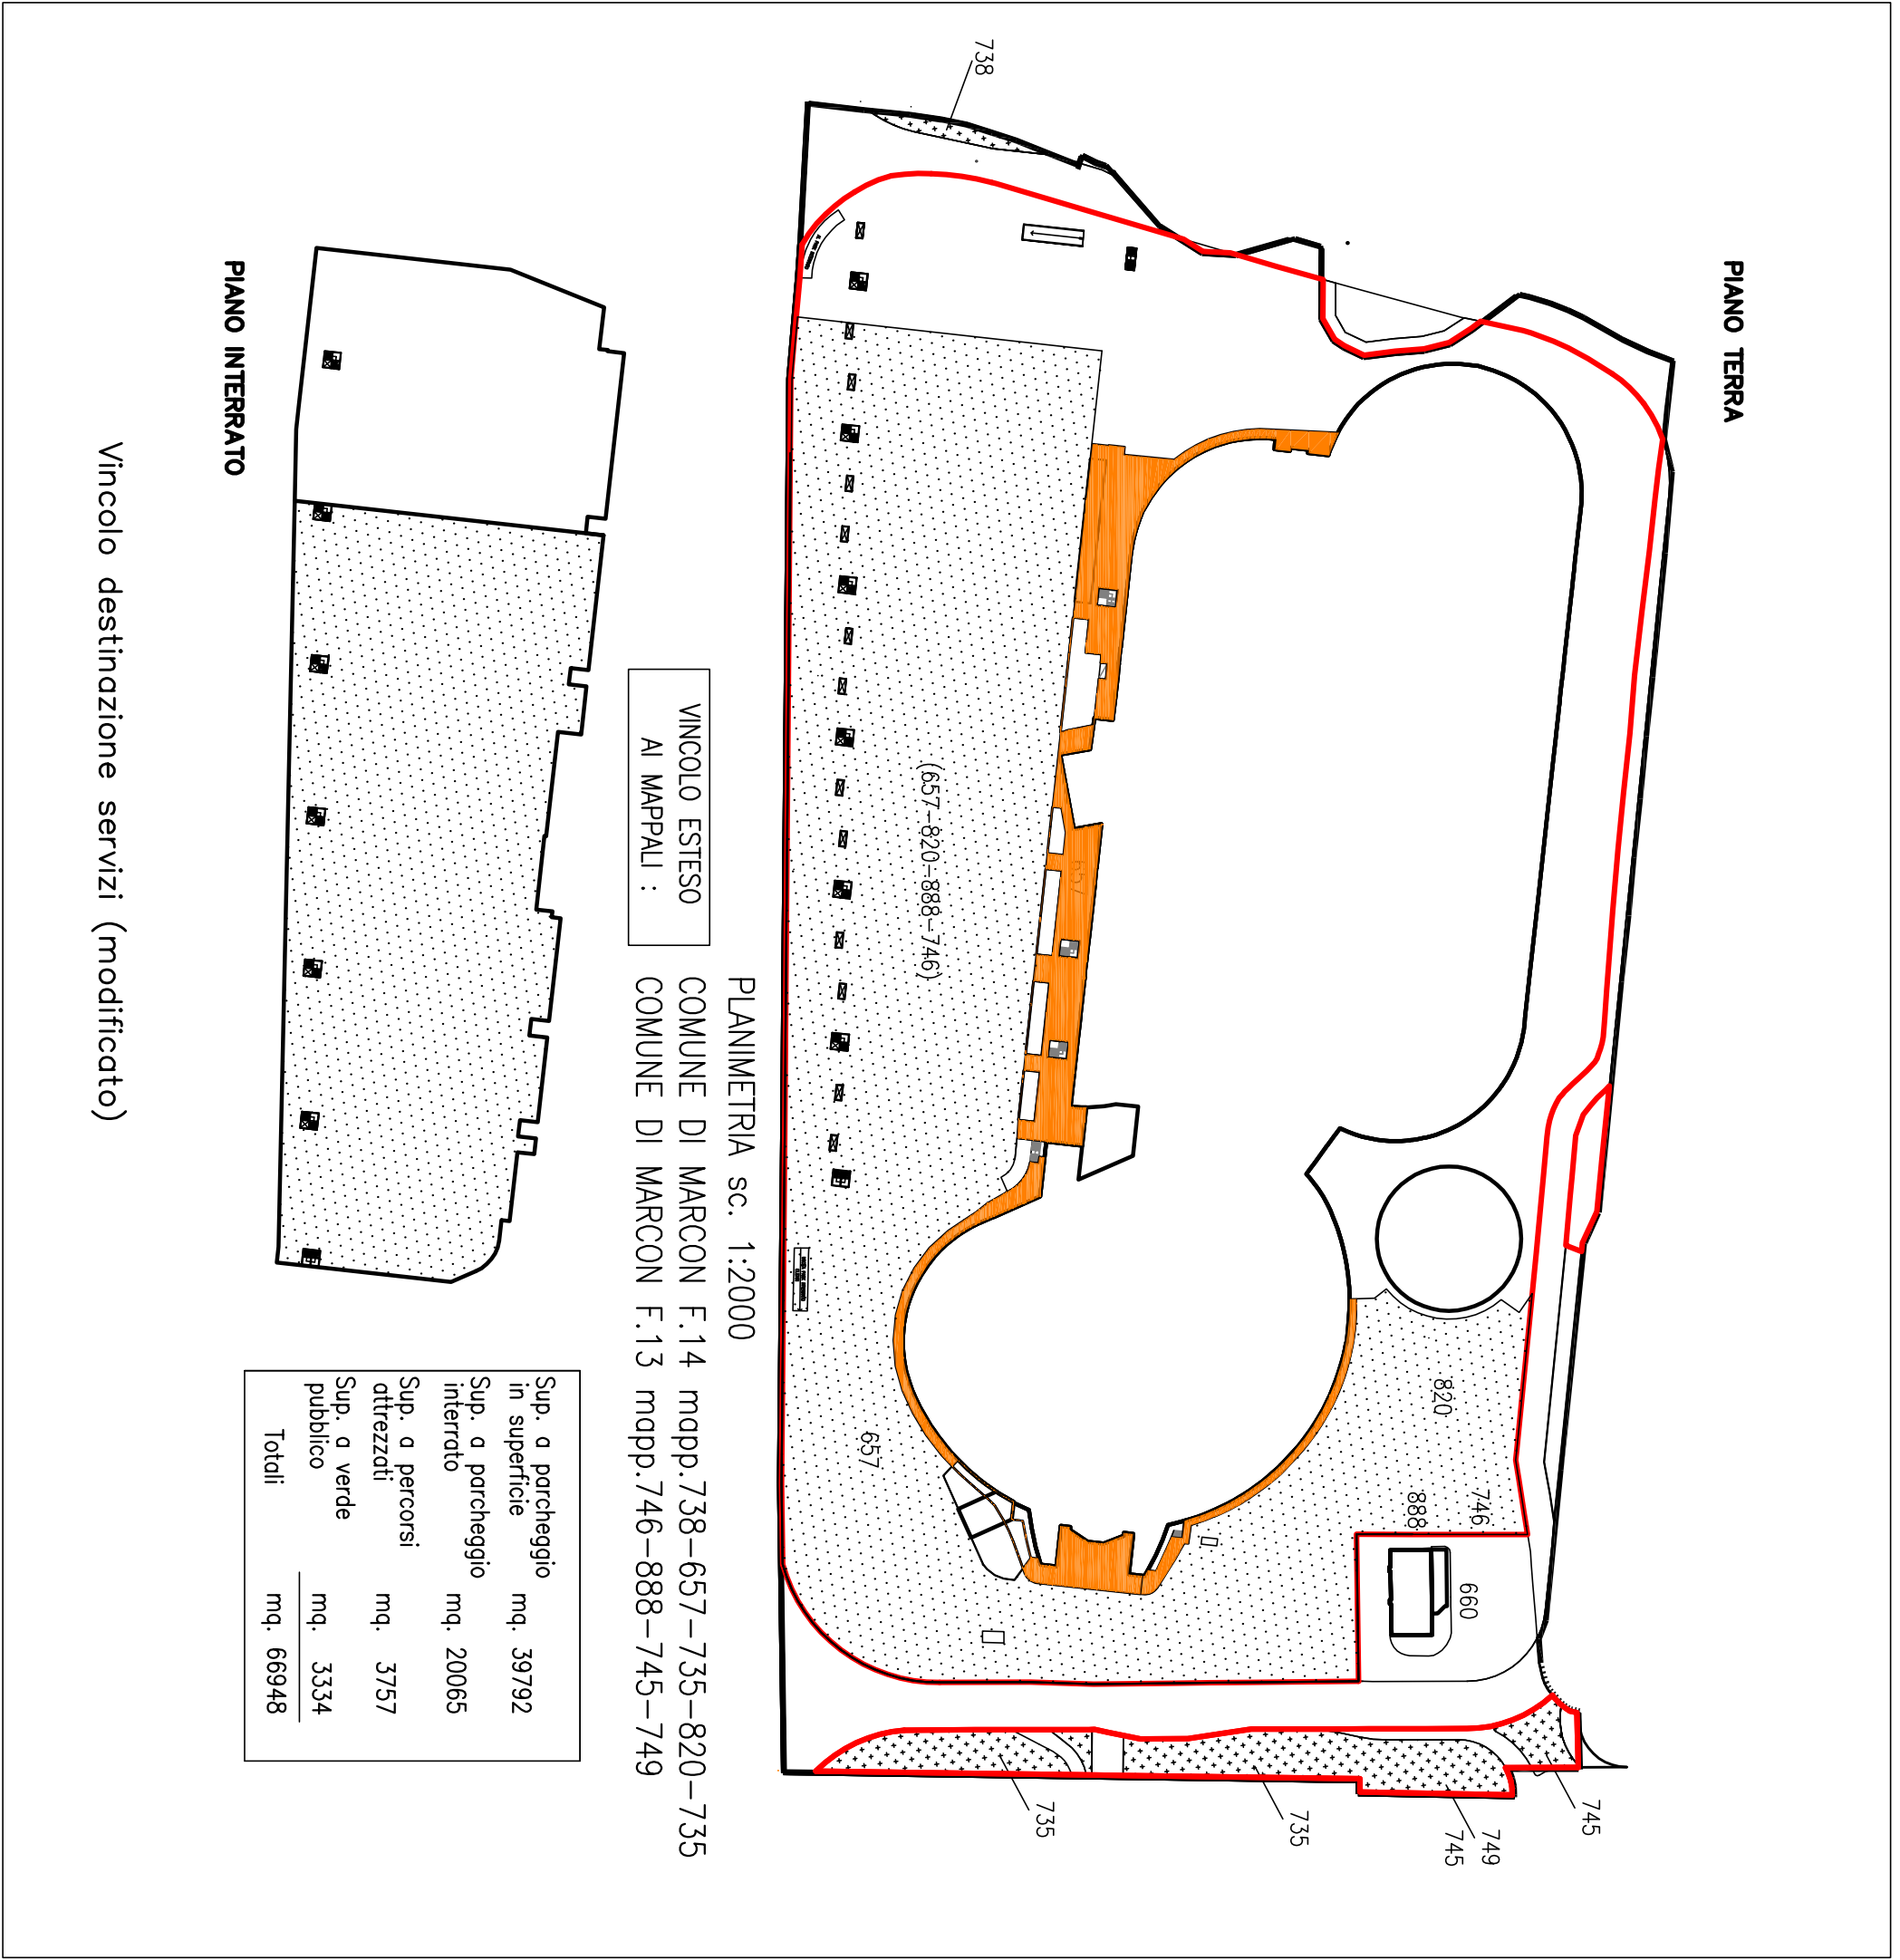 PIANO TERRA
738
745
749
745
735
735
820
746
888
660
657
(657-820-888-746)
657
PLANIMETRIA sc. 1:2000
VINCOLO ESTESO
AI MAPPALI :
COMUNE DI MARCON F.14 mapp.738-657-735-820-735
COMUNE DI MARCON F.13 mapp.746-888-745-749
PIANO INTERRATO
Sup. a parcheggio
in superficie mq. 39792
Sup. a parcheggio
interrato mq. 20065
Sup. a percorsi
attrezzati mq. 3757
Sup. a verde
pubblico mq. 3334
Totali mq. 66948
Vincolo destinazione servizi (modificato)